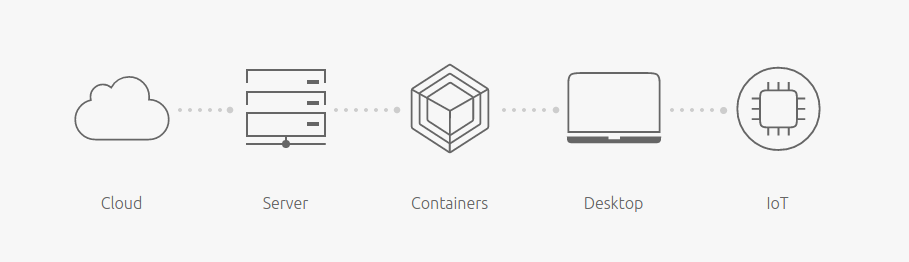 Cloud
Server
Containers
Desktop
IoT